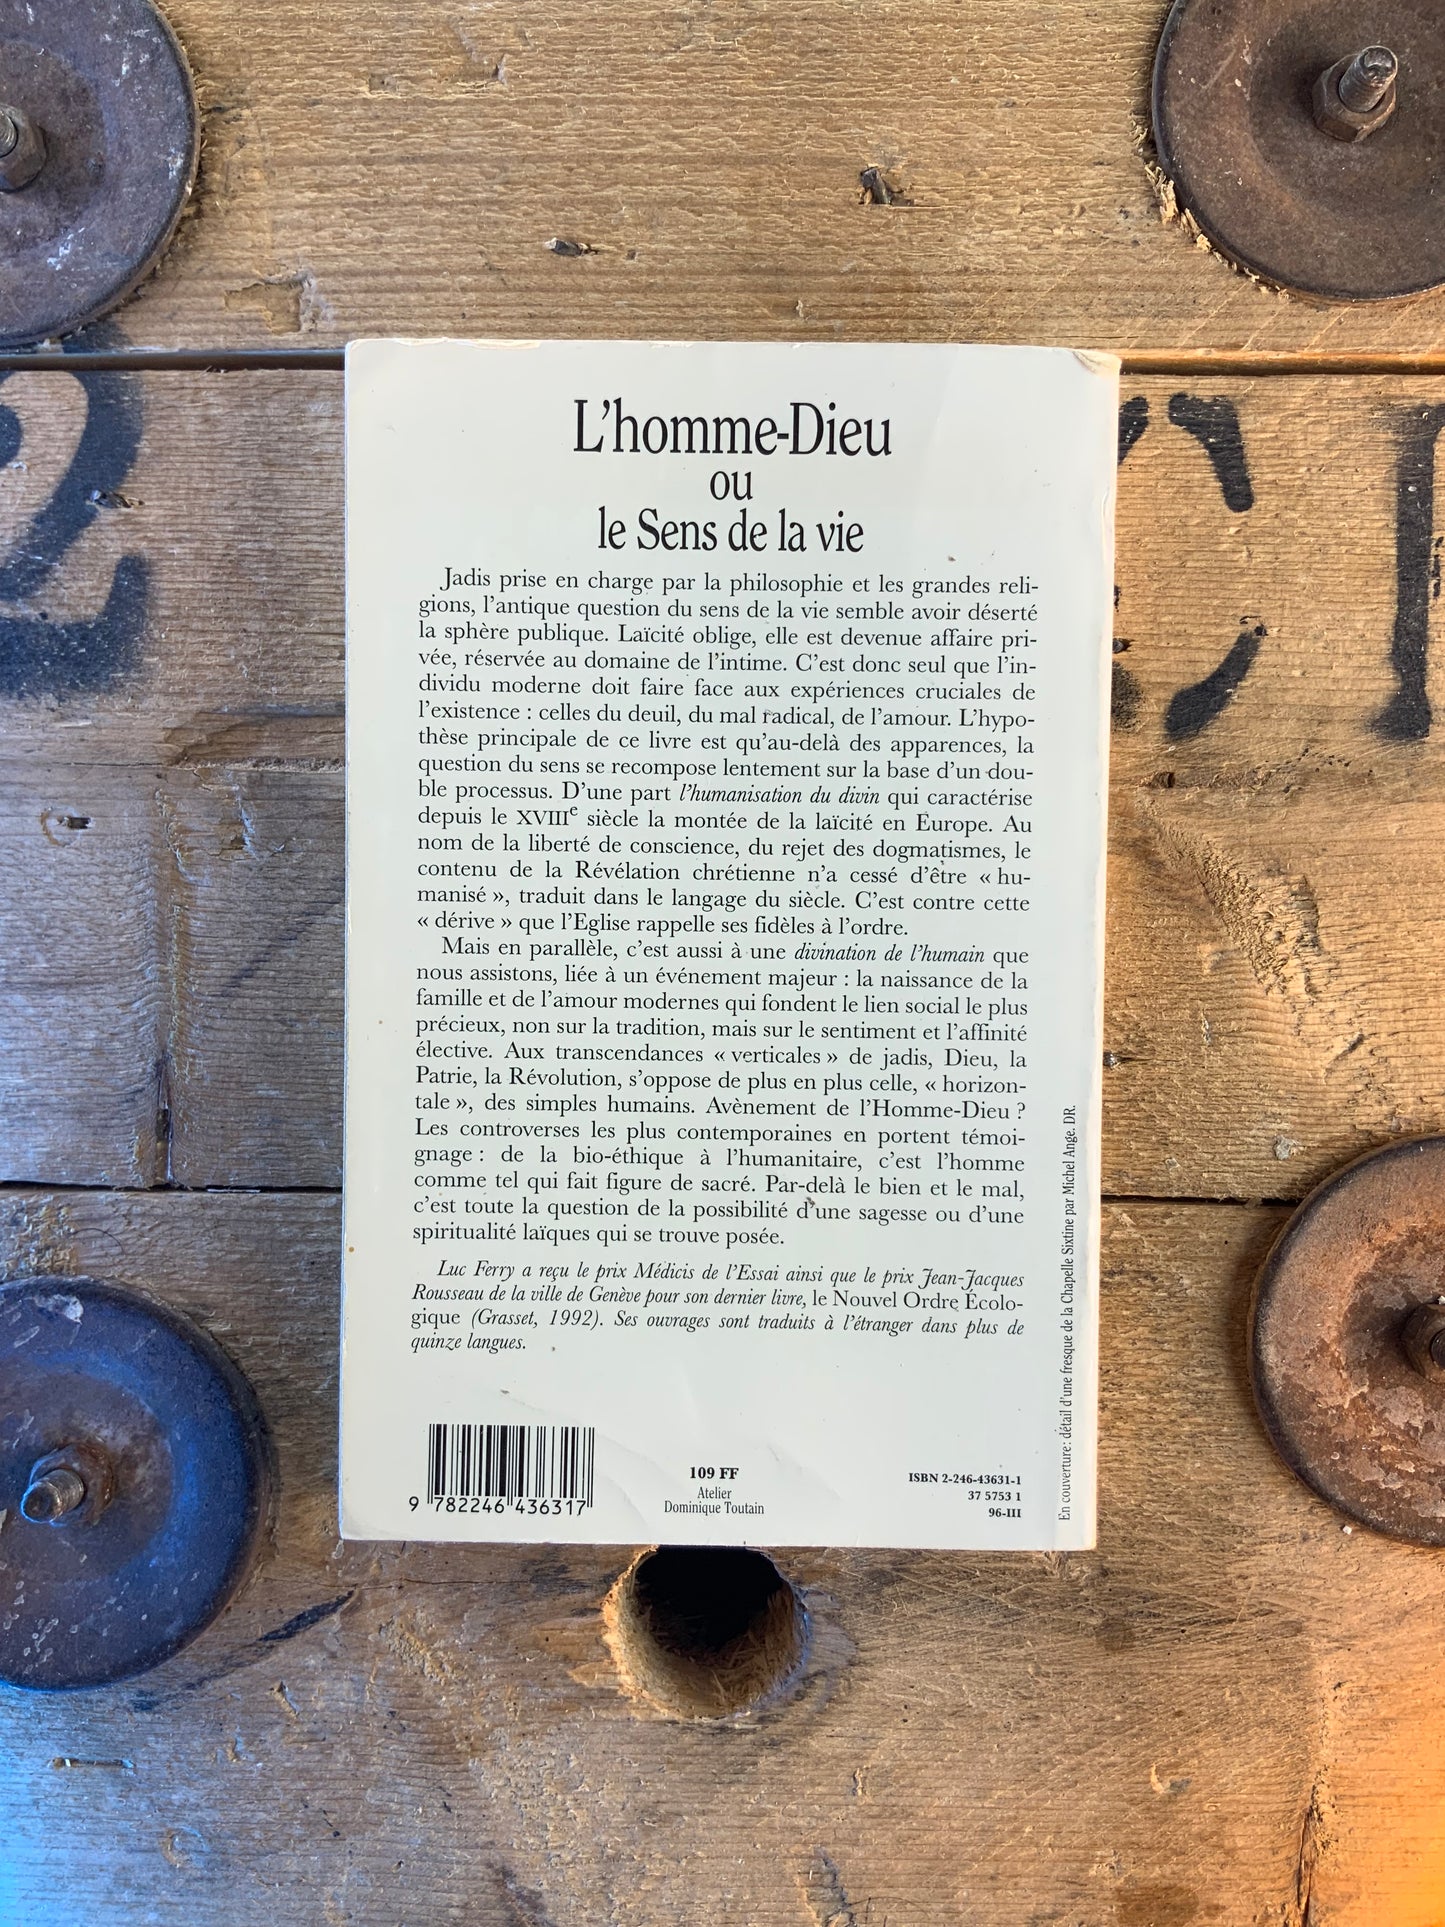 L'homme-Dieu
ou
le Sens de la vie
Jadis prise en charge par la philosophie et les grandes reli-
gions, l'antique question du sens de la vie semble avoir déserté
la sphère publique. Laïcité oblige, elle est devenue affaire pri-
vée, réservée au domaine de l'intime. C'est donc seul que l'in-
dividu moderne doit faire face aux expériences cruciales de
l'existence : celles du deuil, du mal radical, de l'amour. L'hypo-
thèse principale de ce livre est qu'au-delà des apparences, la
question du sens se recompose lentement sur la base d'un dou-
ble processus. D'une part l'humanisation du divin qui caractérise
depuis le XVIIIe siècle la montée de la laïcité en Europe. Au
nom de la liberté de conscience, du rejet des dogmatismes, le
contenu de la Révélation chrétienne n'a cessé d'être « hu-
manisé », traduit dans le langage du siècle. C'est contre cette
« dérive » que l'Eglise rappelle ses fidèles à l'ordre.
Mais en parallèle, c'est aussi à une divination de l'humain que
nous assistons, liée à un événement majeur : la naissance de la
famille et de l'amour modernes qui fondent le lien social le plus
précieux, non sur la tradition, mais sur le sentiment et l'affinité
élective. Aux transcendances « verticales » de jadis, Dieu, la
Patrie, la Révolution, s'oppose de plus en plus celle, « horizon-
tale », des simples humains. Avènement de l'Homme-Dieu ?
Les controverses les plus contemporaines en portent témoi-
gnage : de la bio-éthique à l'humanitaire, c'est l'homme
comme tel qui fait figure de sacré. Par-delà le bien et le mal,
c'est toute la question de la possibilité d'une sagesse ou d'une
spiritualité laïques qui se trouve posée.
Luc Ferry a reçu le prix Médicis de l'Essai ainsi que le prix Jean-Jacques
Rousseau de la ville de Genève pour son dernier livre, le Nouvel Ordre Écolo-
gique (Grasset, 1992). Ses ouvrages sont traduits à l'étranger dans plus de
quinze langues.
9 782246 436317
109 FF
Atelier
Dominique Toutain
ISBN 2-246-43631-1
37 5753 1
96-III
En couverture : détail d'une fresque de la Chapelle Sixtine par Michel Ange. DR.
2